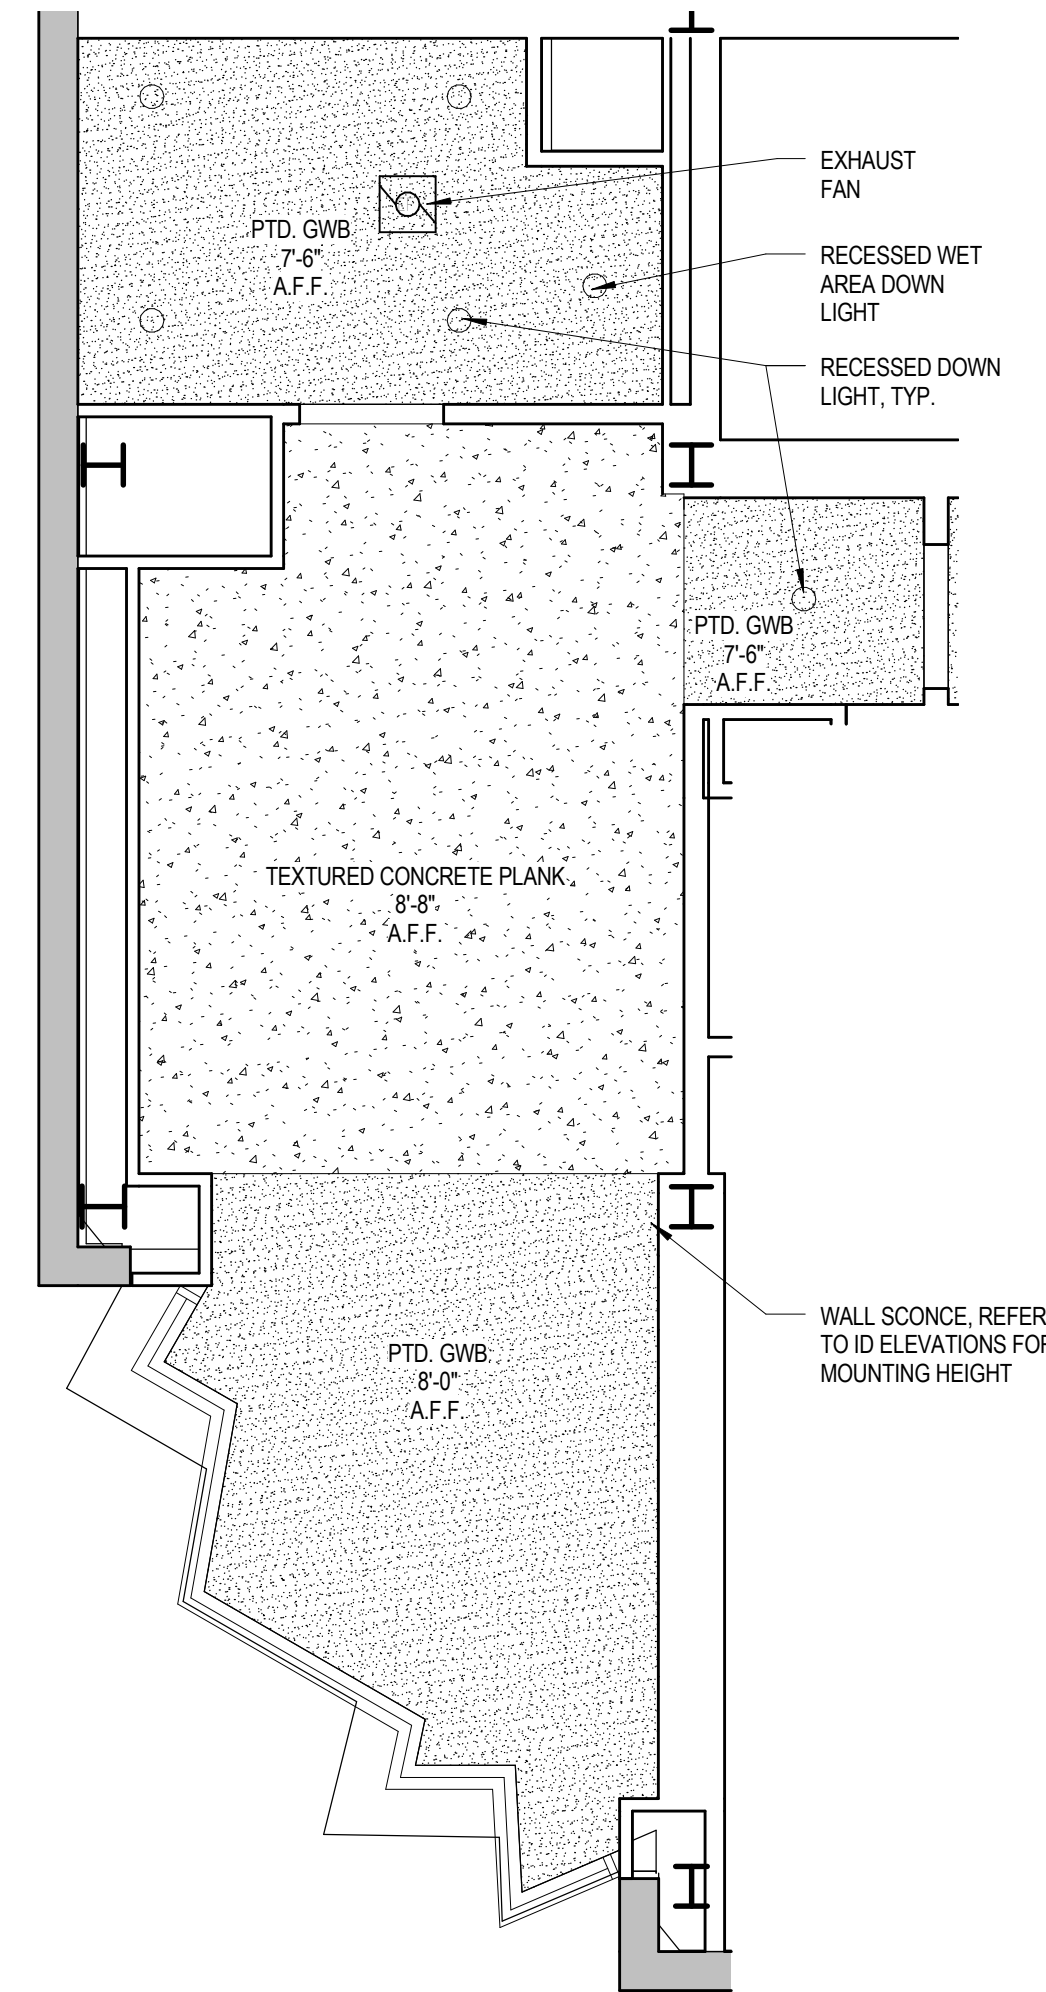 EXHAUST
FAN
PTD. GWB
7'-6"
A.F.F.
RECESSED WET
AREA DOWN
LIGHT
RECESSED DOWN
LIGHT, TYP.
PTD. GWB
7'-6"
A.F.F.
TEXTURED CONCRETE PLANK
8'-8"
A.F.F.
WALL SCONCE, REFER
TO ID ELEVATIONS FOR
MOUNTING HEIGHT
PTD. GWB
8'-0"
A.F.F.